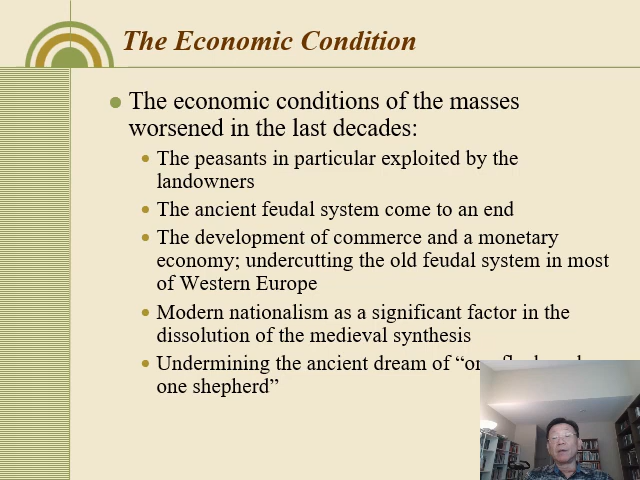 The Economic Condition
The economic conditions of the masses
worsened in the last decades:
The peasants in particular exploited by the
landowners
The ancient feudal system come to an end
The development of commerce and a monetary
economy; undercutting the old feudal system in most
of Western Europe
Modern nationalism as a significant factor in the
dissolution of the medieval synthesis
Undermining the ancient dream of
one shepherd”